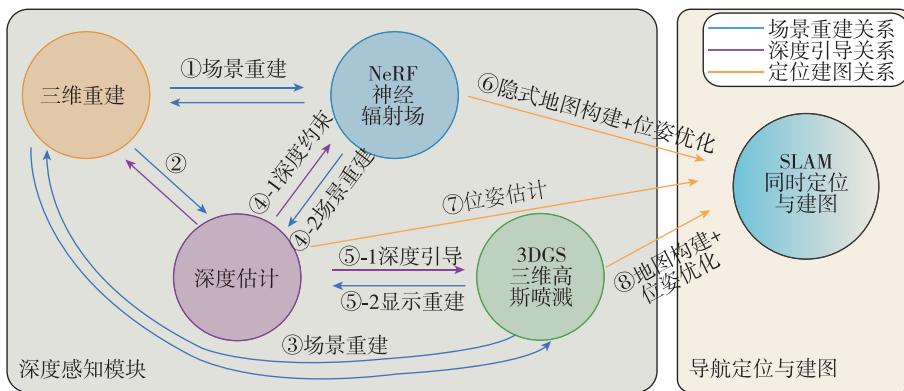 场景重建关系
深度引导关系
定位建图关系
三维重建
①场景重建
NeRF
神经
辐射场
⑥隐式地图构建+位姿优化
SLAM
同时定位
与建图
②
④-1深度约束
④-2场景重建
⑦位姿估计
深度估计
⑤-1深度引导
⑤-2显示重建
3DGS
三维高
斯喷溅
⑧地图构建+
位姿优化
③场景重建
深度感知模块
导航定位与建图